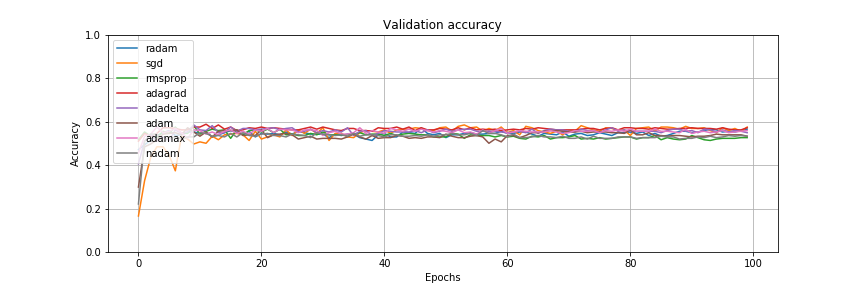 Validation accuracy
1.0
0.8
0.6
0.4
0.2
0.0
Accuracy
radam
sgd
rmsprop
adagrad
adadelta
adam
adamax
nadam
0 20 40 60 80 100
Epochs